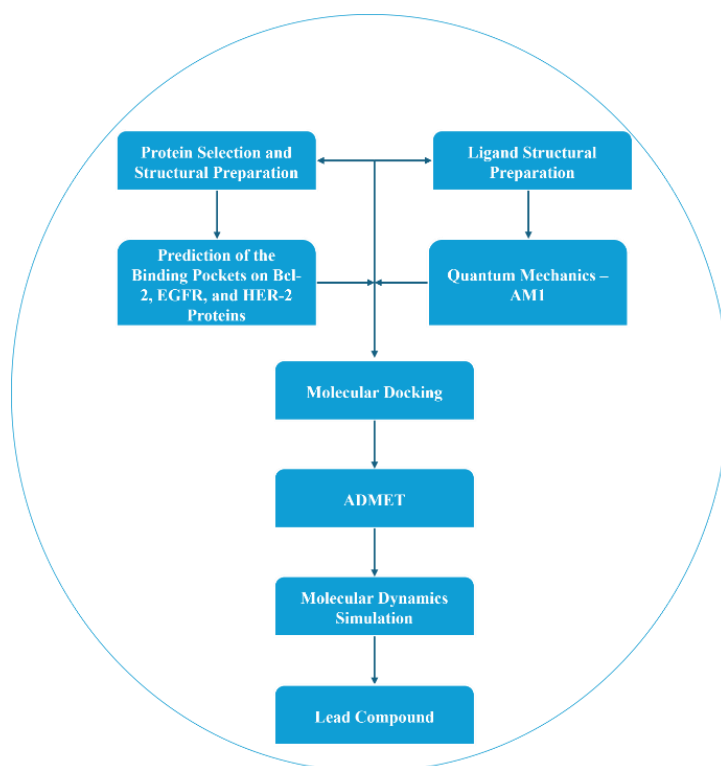 Protein Selection and
Structural Preparation
Ligand Structural
Preparation
Prediction of the
Binding Pockets on Bcl-
2, EGFR, and HER-2
Proteins
Quantum Mechanics –
AM1
Molecular Docking
ADMET
Molecular Dynamics
Simulation
Lead Compound